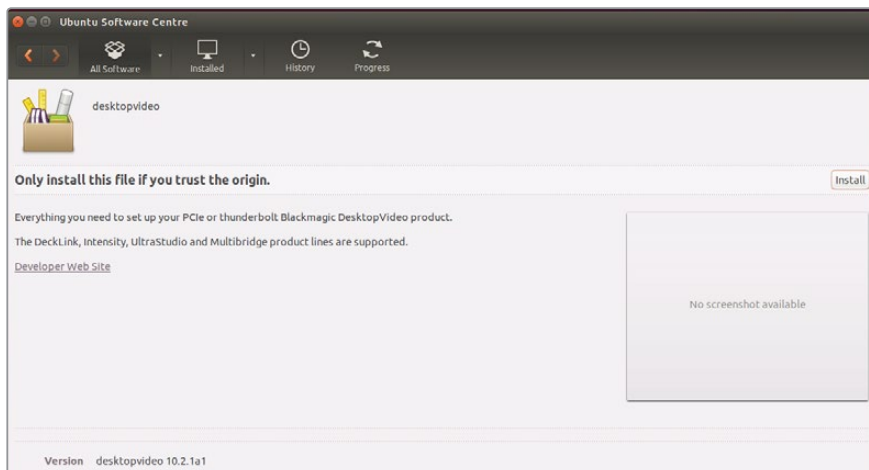 Ubuntu Software Centre
All Software
Installed
History
Progress
desktopvideo
Only install this file if you trust the origin.
Install
Everything you need to set up your PCIe or thunderbolt Blackmagic DesktopVideo product.
The DeckLink, Intensity, UltraStudio and Multibridge product lines are supported.
Developer Web Site
No screenshot available
Version desktopvideo 10.2.1a1